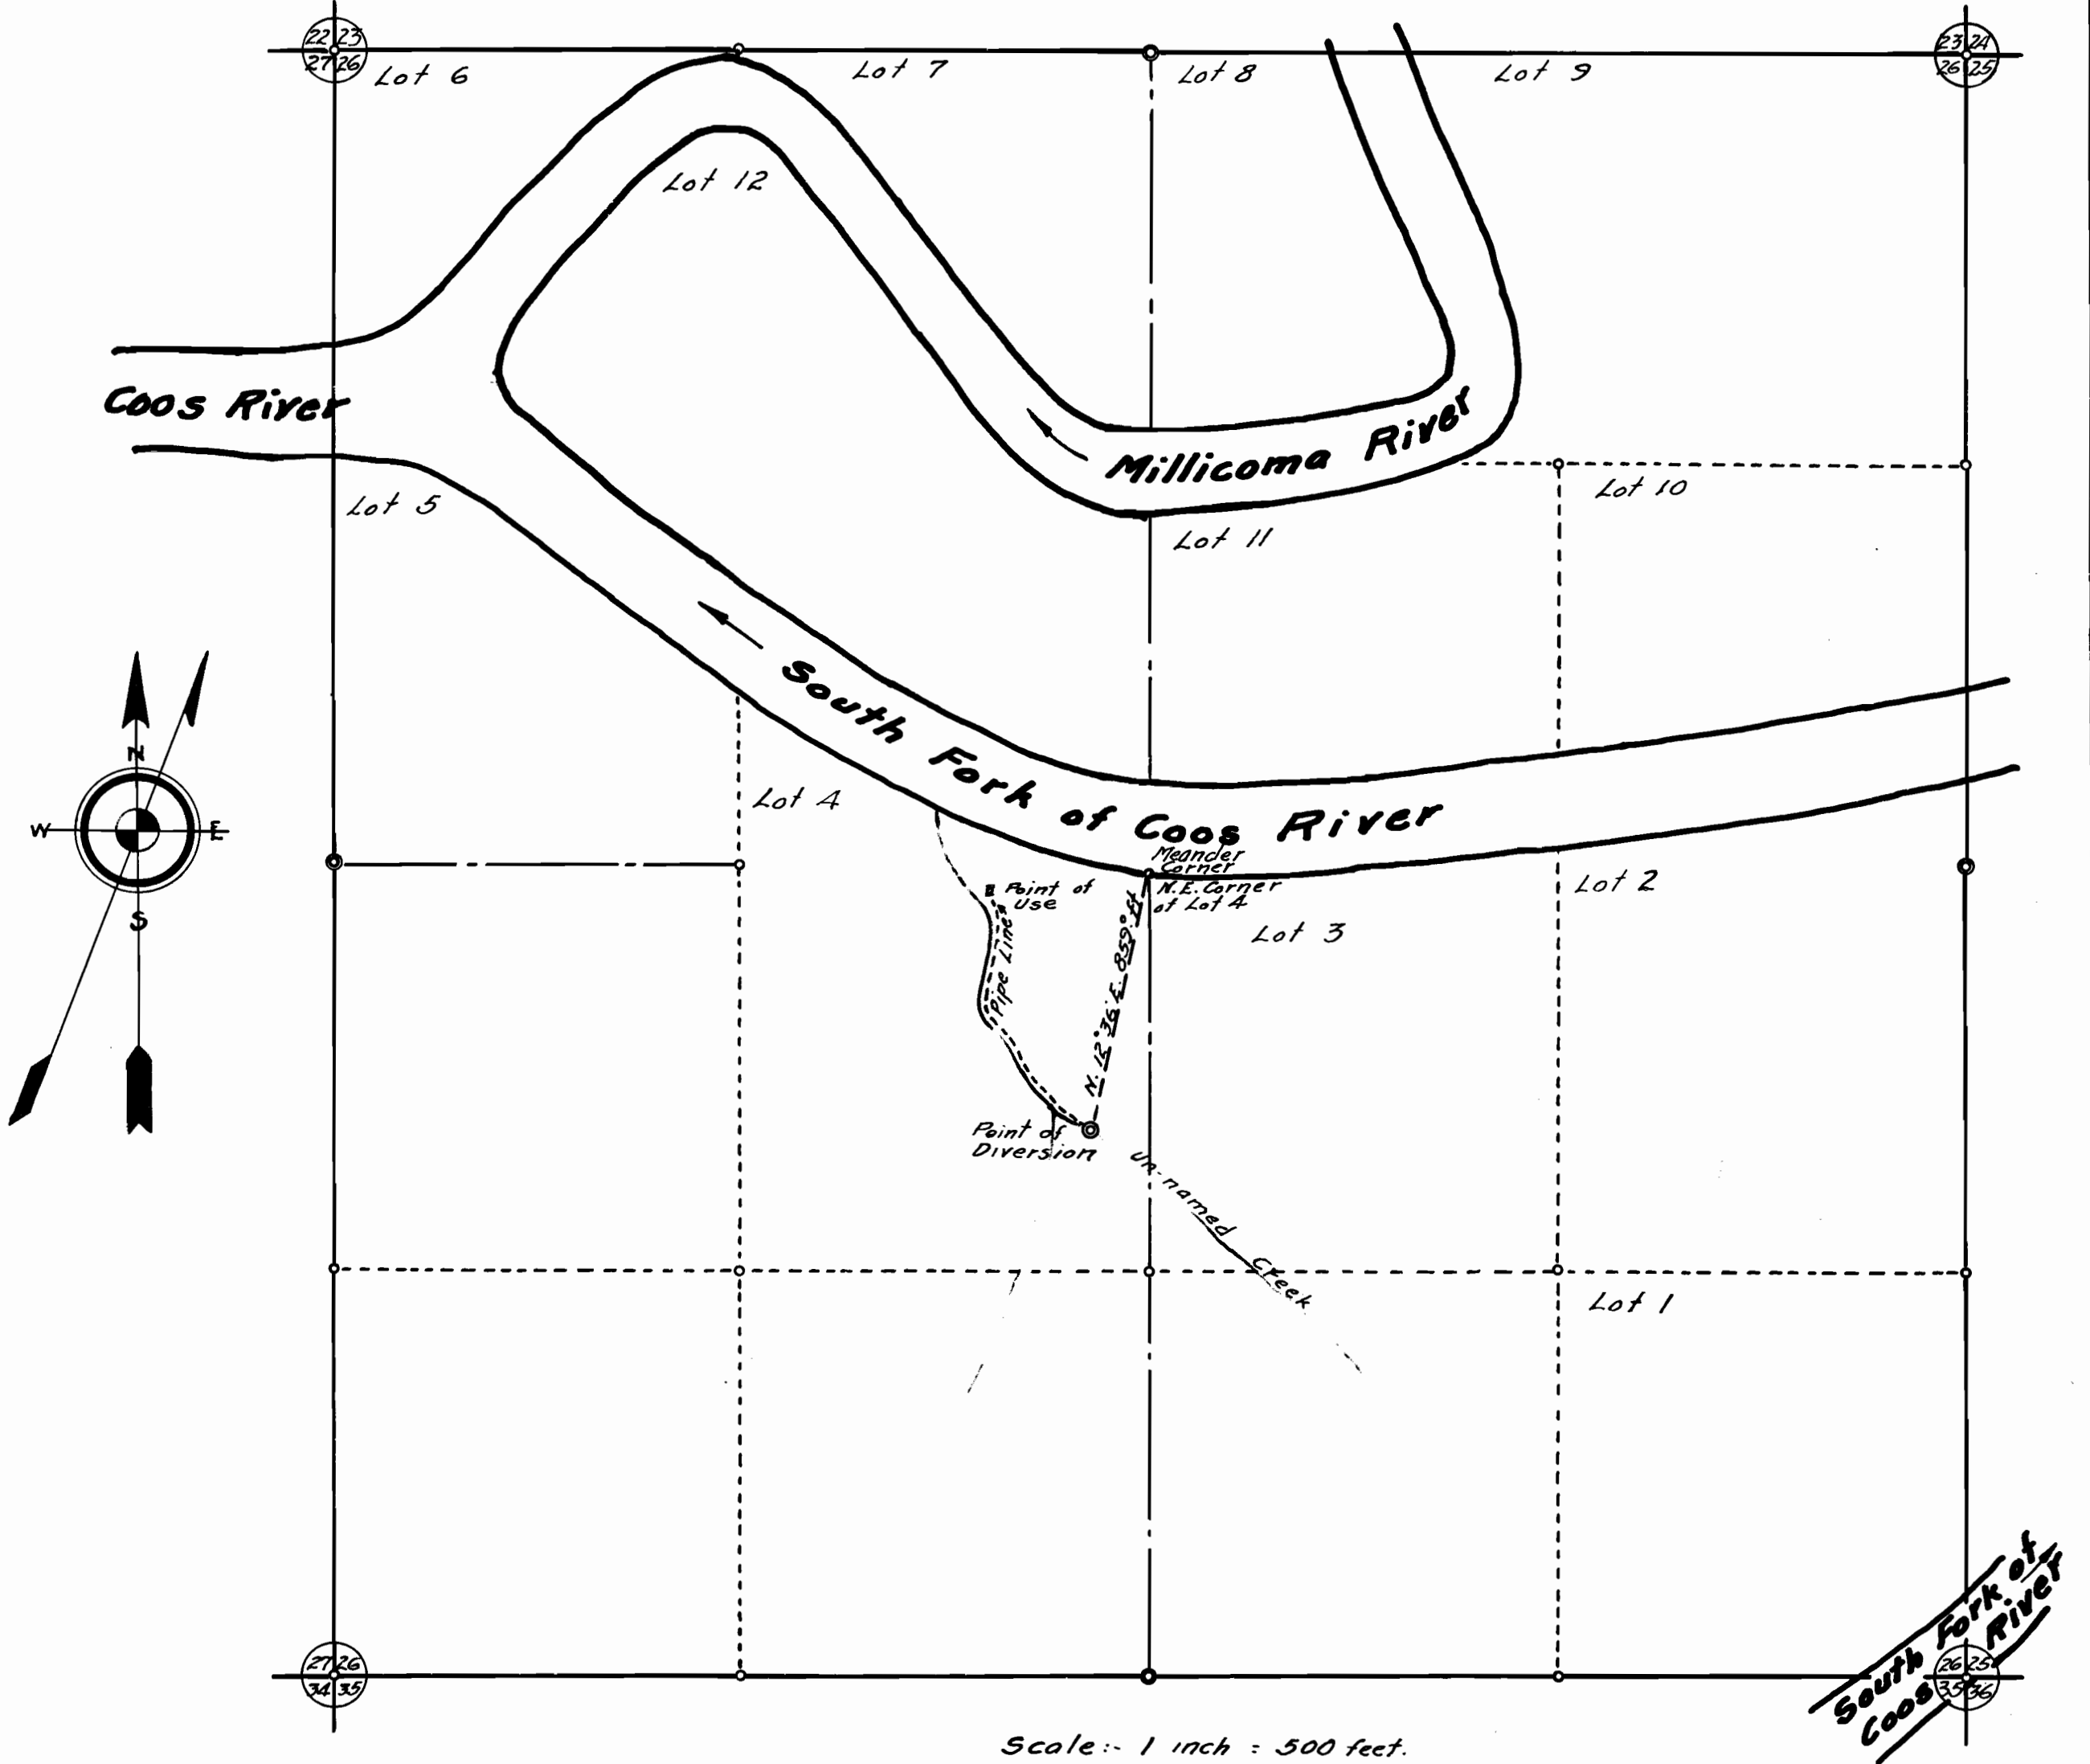 22 23
27 26
23 24
26 25
Lot 6
Lot 7
Lot 8
Lot 9
Lot 12
Coos River
Millicoma River
Lot 5
Lot 10
Lot 11
South Fork of Coos River
N
W E
S
Lot 4
Meander
Corner
N.E. Corner
of Lot 4
Lot 2
Point of
Use
Lot 3
Pipe Line
N. 12° 36' E. 859°
Point of
Diversion
Un-named Creek
Lot 1
27 26
34 35
South Fork of
Coos River
26 25
35 36
Scale:- 1 inch = 500 feet.